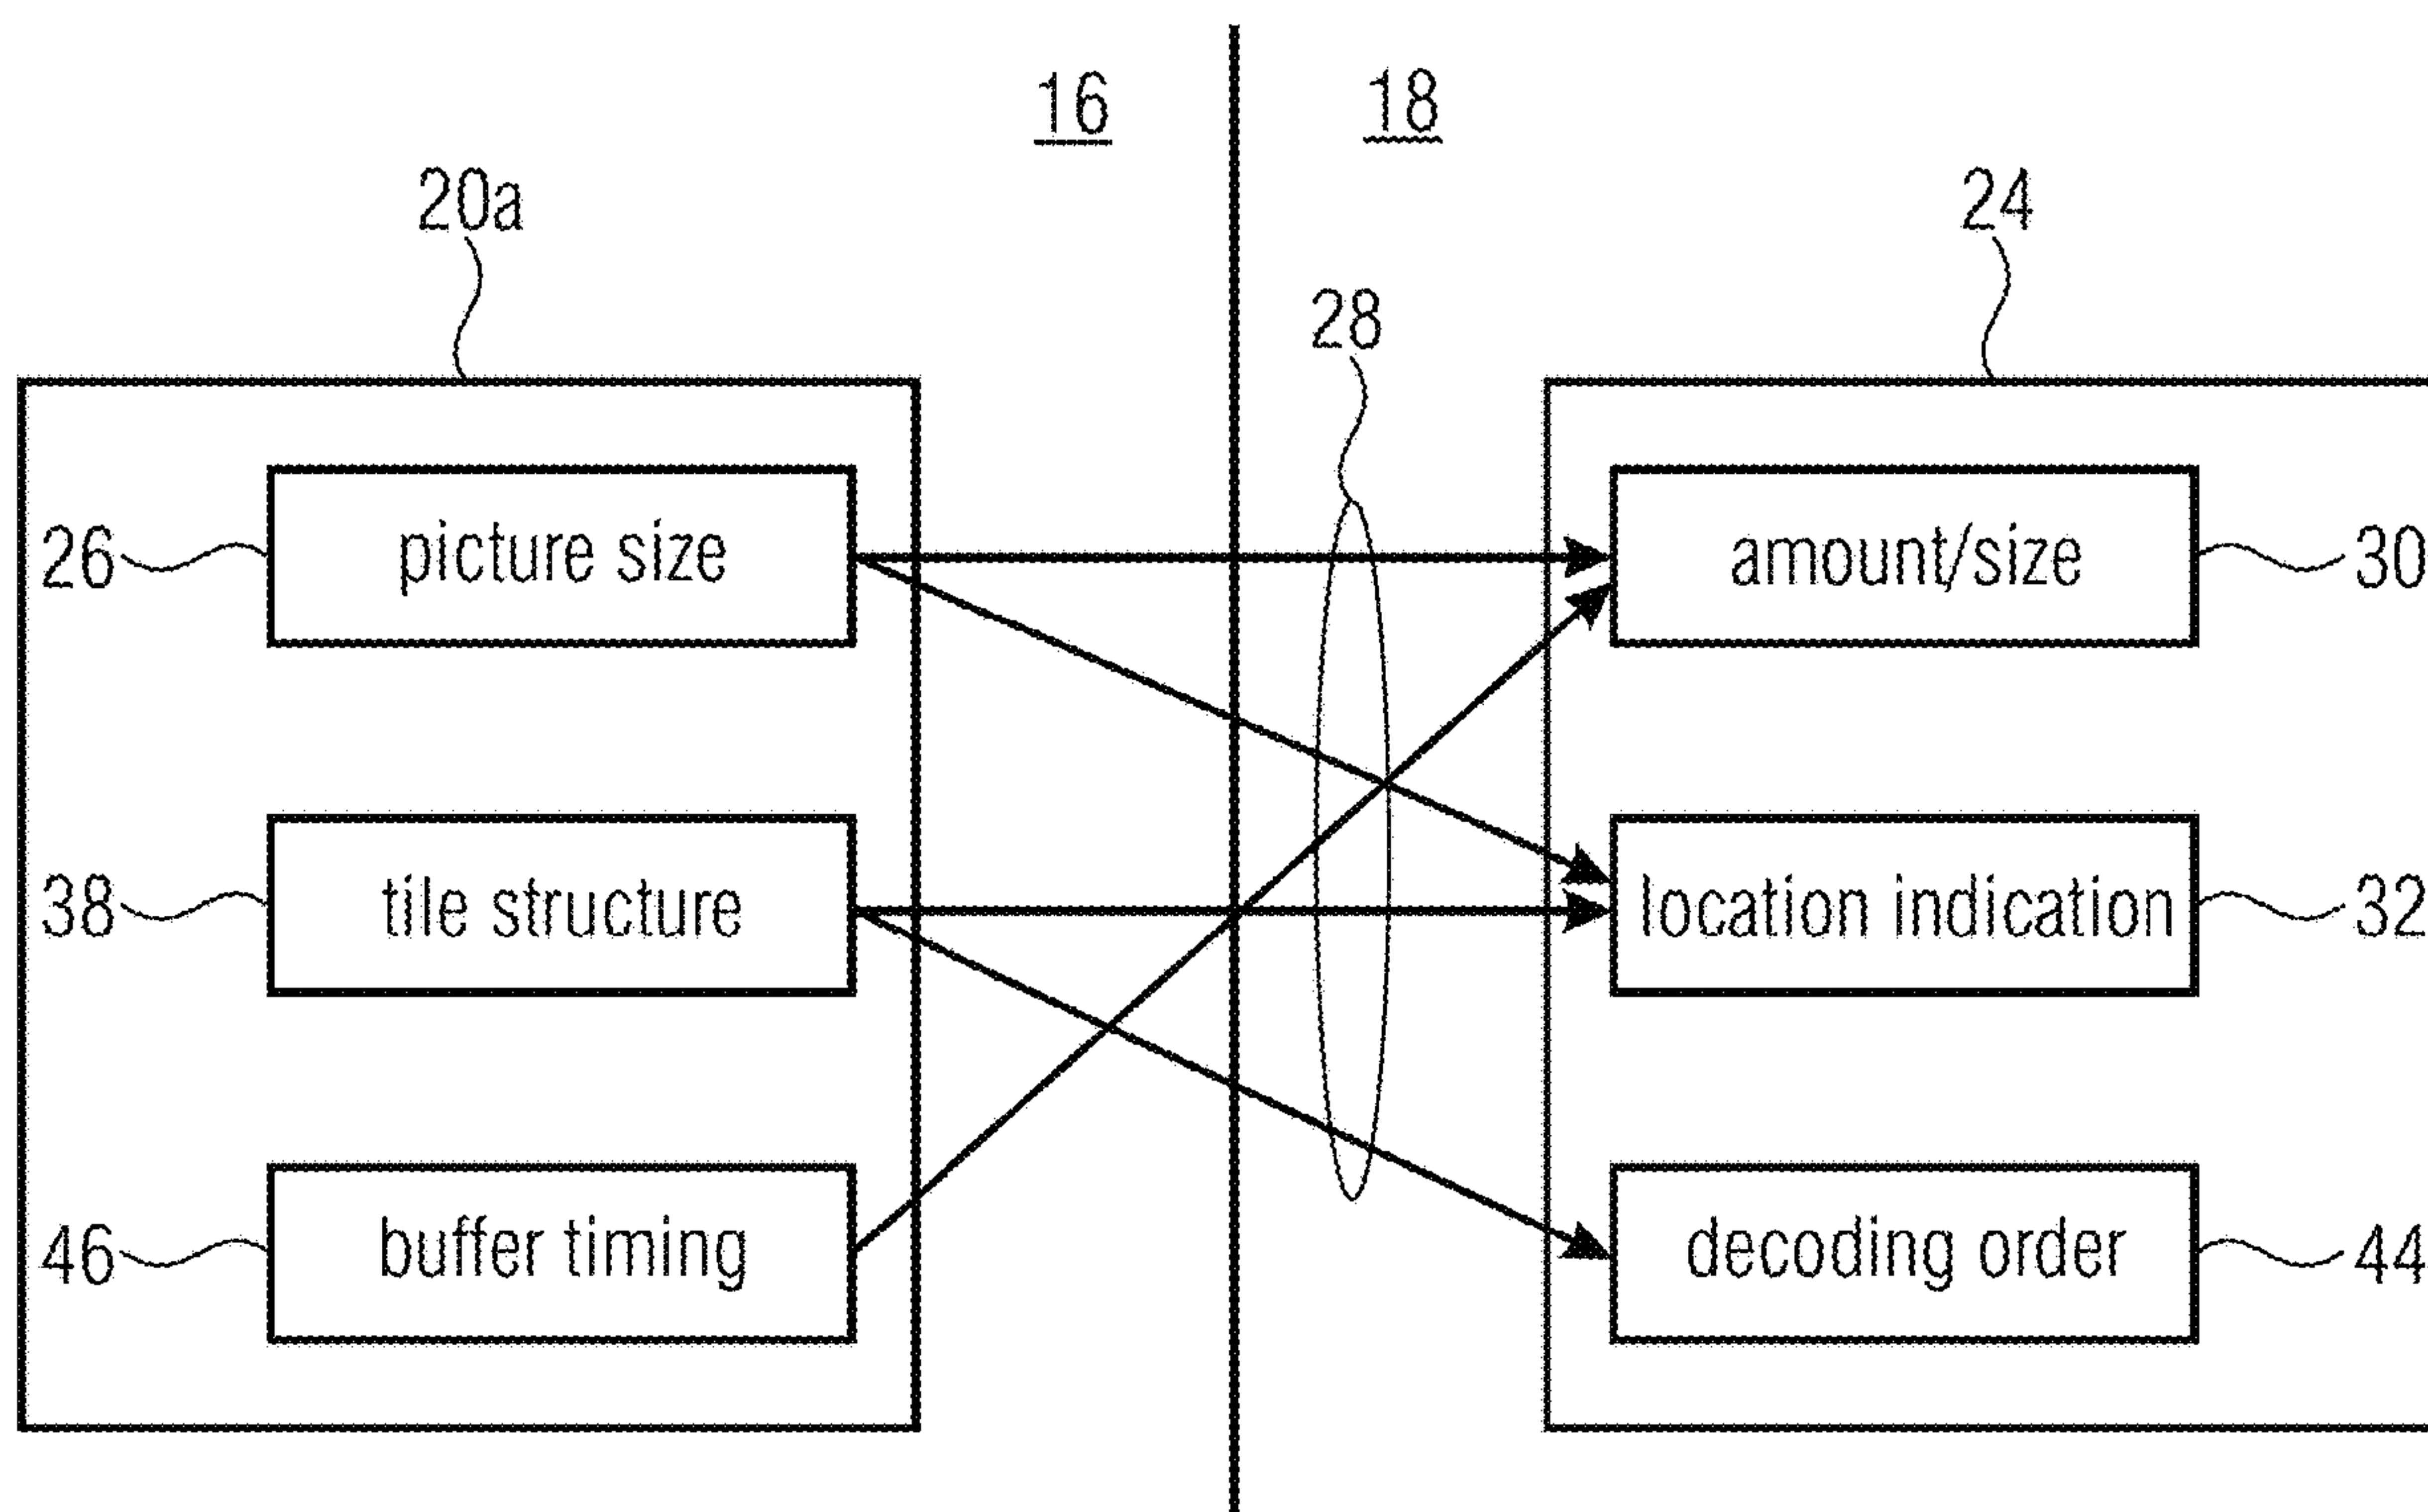 16 18
20a 24
28
26 picture size amount/size 30
38 tile structure location indication 32
46 buffer timing decoding order 44